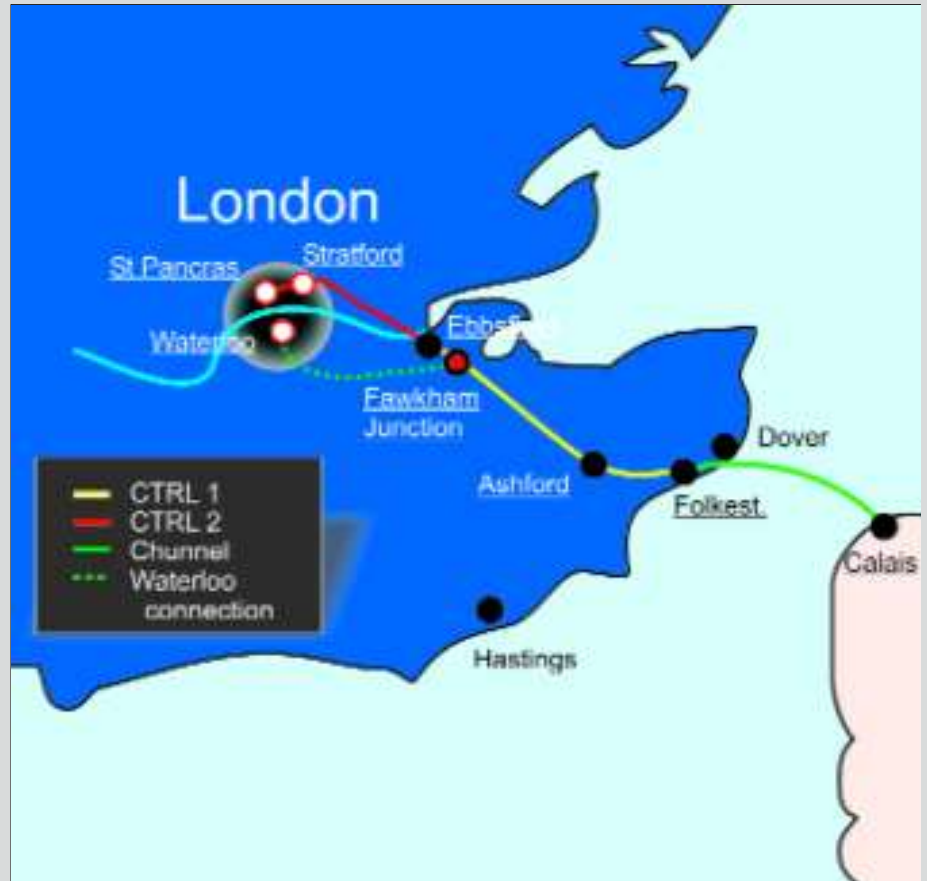 London
Stratford
St Pancras
Waterloo
Fawkham
Junction
Ashford
Dover
Folkest.
Calais
Hastings
CTRL 1
CTRL 2
Chunnel
Waterloo
connection